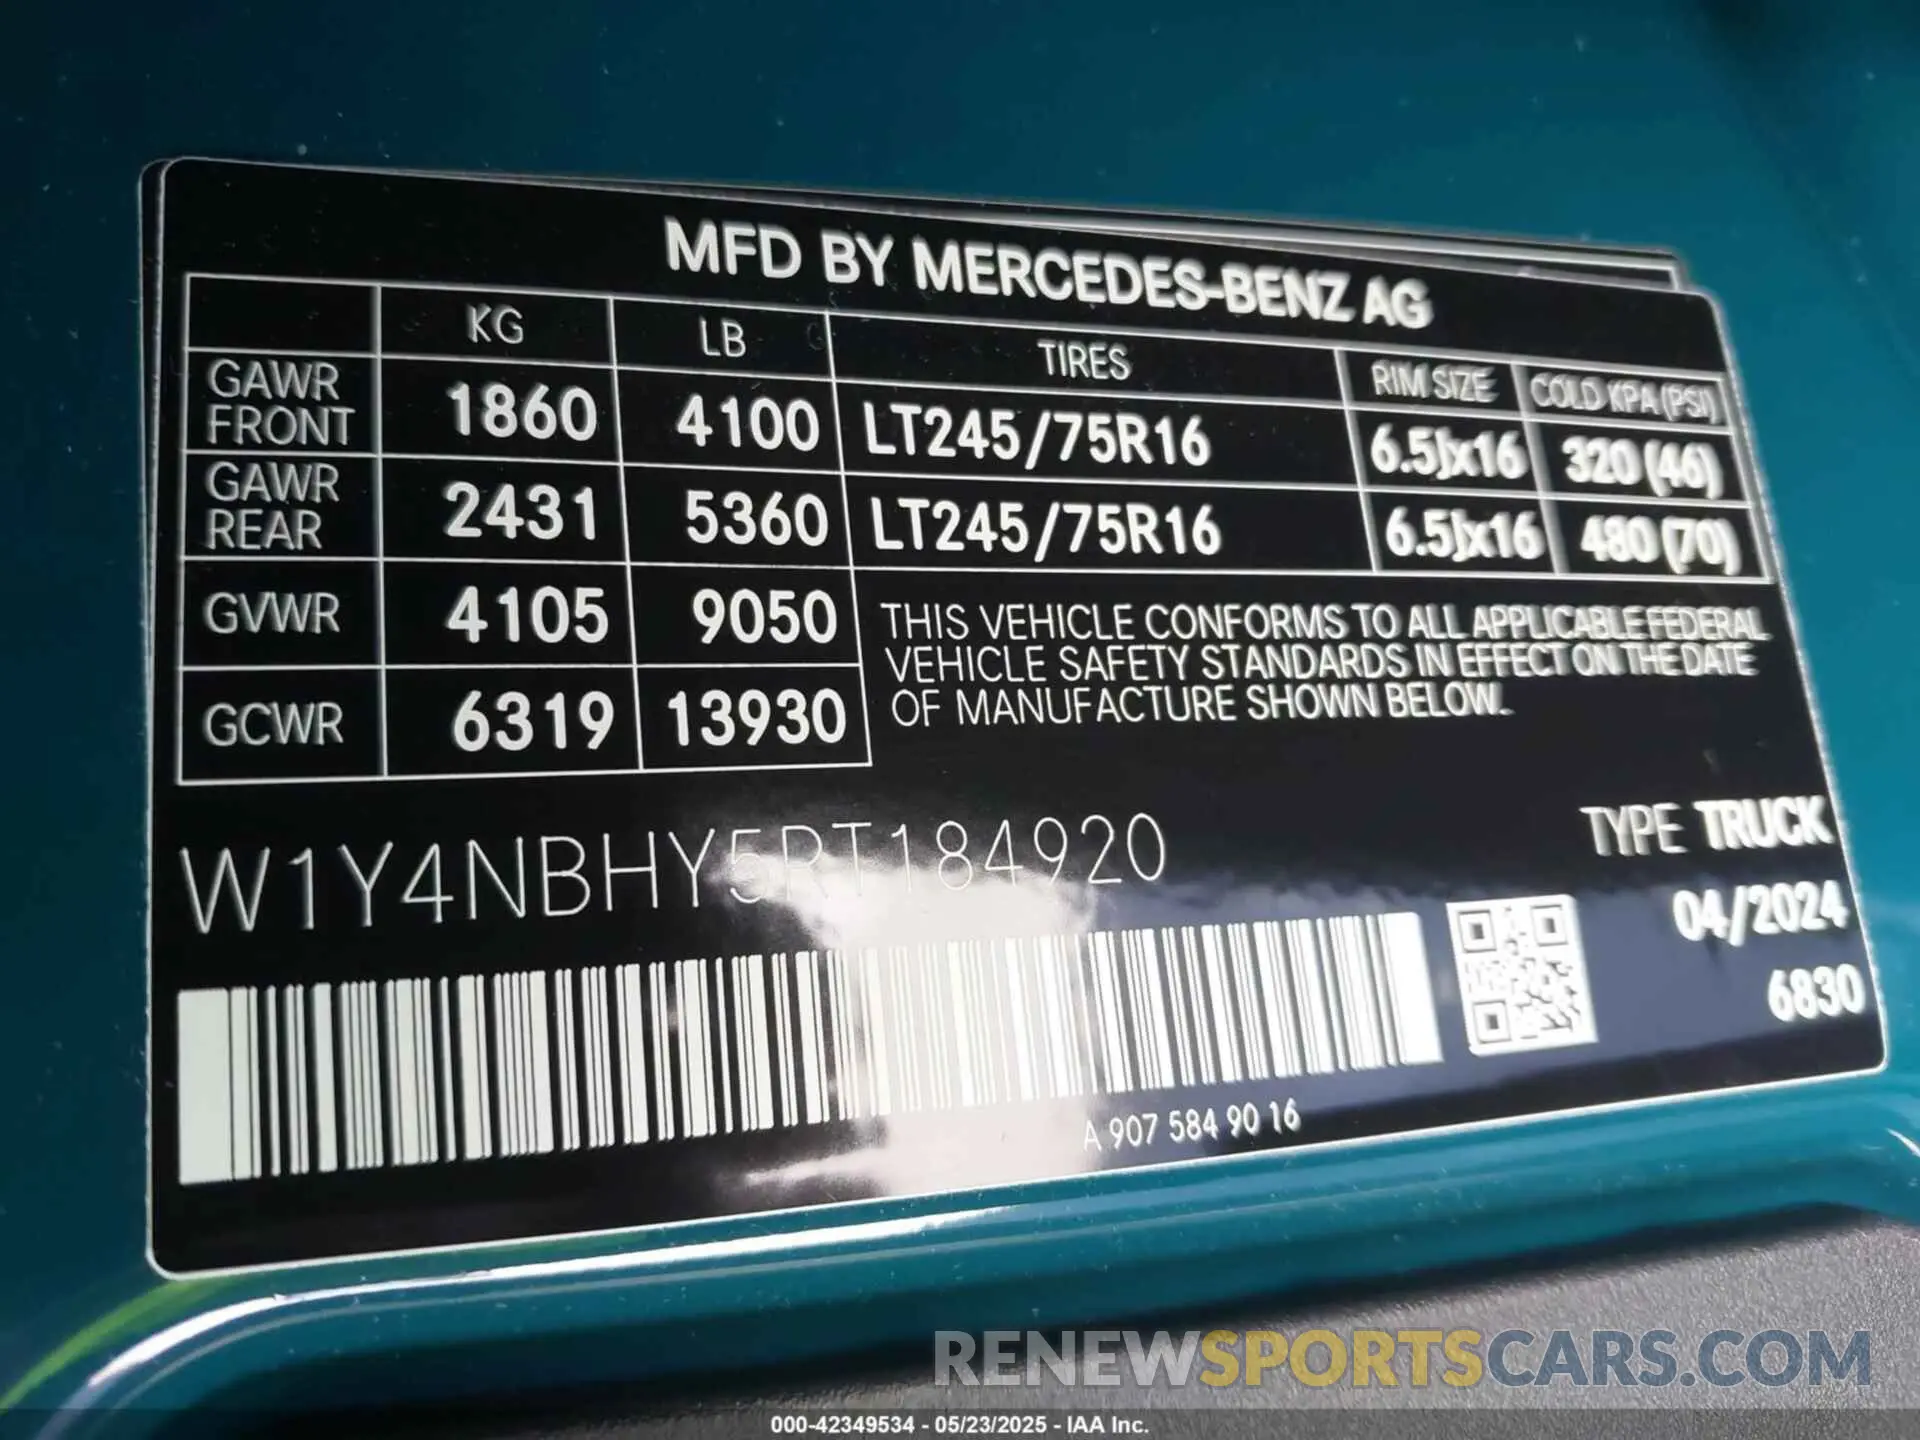 MFD BY MERCEDES-BENZ AG
KG LB TIRES RIM SIZE COLD KPA (PSI)
GAWR FRONT 1860 4100 LT245/75R16 6.5Jx16 320 (46)
GAWR REAR 2431 5360 LT245/75R16 6.5Jx16 480 (70)
GVWR 4105 9050
GCWR 6319 13930
THIS VEHICLE CONFORMS TO ALL APPLICABLE FEDERAL
VEHICLE SAFETY STANDARDS IN EFFECT ON THE DATE
OF MANUFACTURE SHOWN BELOW.
W1Y4NBHY5RT184920
TYPE TRUCK
04/2024
6830
A 907 584 90 16
RENEWSPORTSCARS.COM
000-42349534 - 05/23/2025 - IAA Inc.